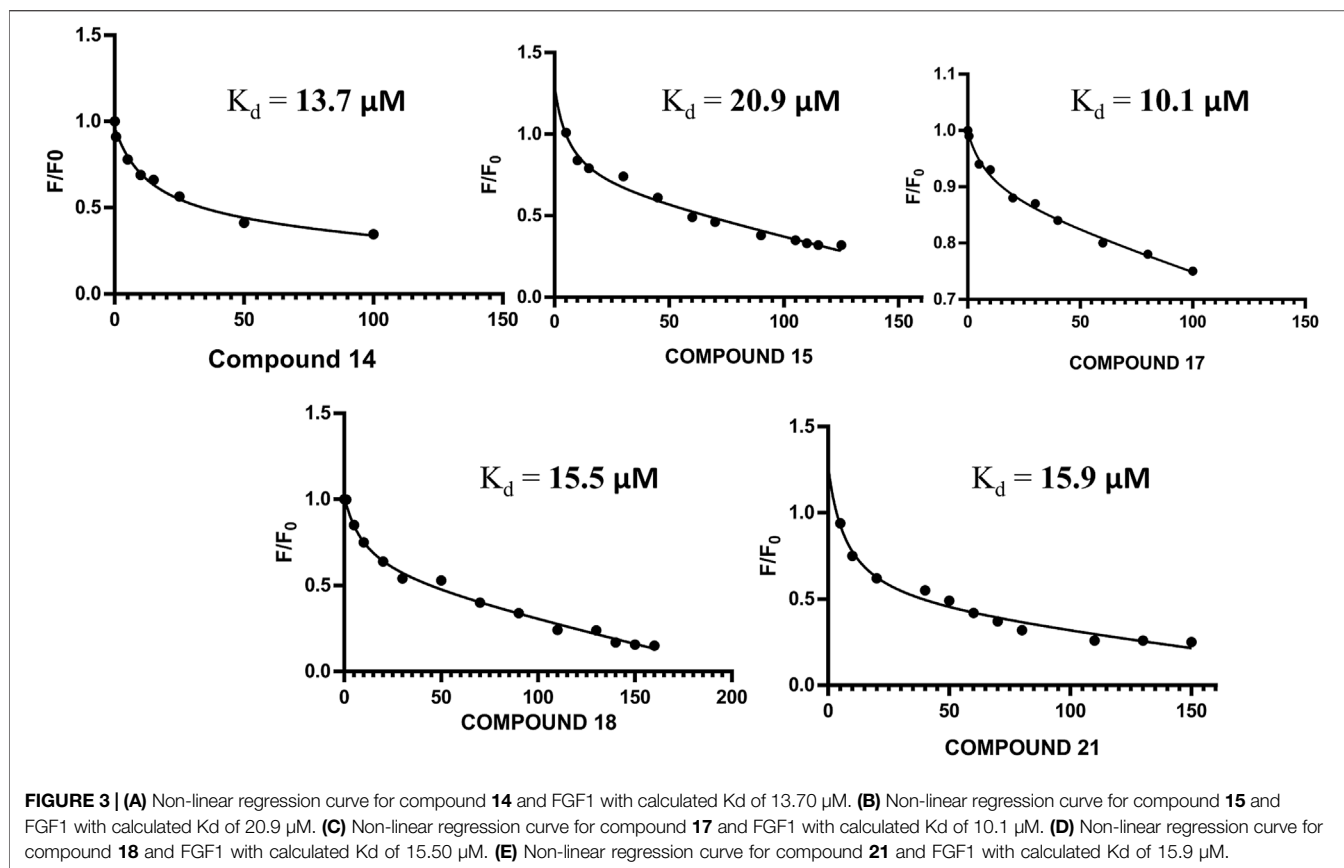 1.5
1.0
0.5
0.0
F/F0
Kd = 13.7 μM
0 50 100 150
Compound 14
1.5
1.0
0.5
0.0
F/F0
Kd = 20.9 μM
0 50 100 150
COMPOUND 15
1.1
1.0
0.9
0.8
0.7
F/F0
Kd = 10.1 μM
0 50 100 150
COMPOUND 17
1.5
1.0
0.5
0.0
F/F0
Kd = 15.5 μM
0 50 100 150 200
COMPOUND 18
1.5
1.0
0.5
0.0
F/F0
Kd = 15.9 μM
0 50 100 150
COMPOUND 21
FIGURE 3 | (A) Non-linear regression curve for compound 14 and FGF1 with calculated Kd of 13.70 μM. (B) Non-linear regression curve for compound 15 and
FGF1 with calculated Kd of 20.9 μM. (C) Non-linear regression curve for compound 17 and FGF1 with calculated Kd of 10.1 μM. (D) Non-linear regression curve for
compound 18 and FGF1 with calculated Kd of 15.50 μM. (E) Non-linear regression curve for compound 21 and FGF1 with calculated Kd of 15.9 μM.